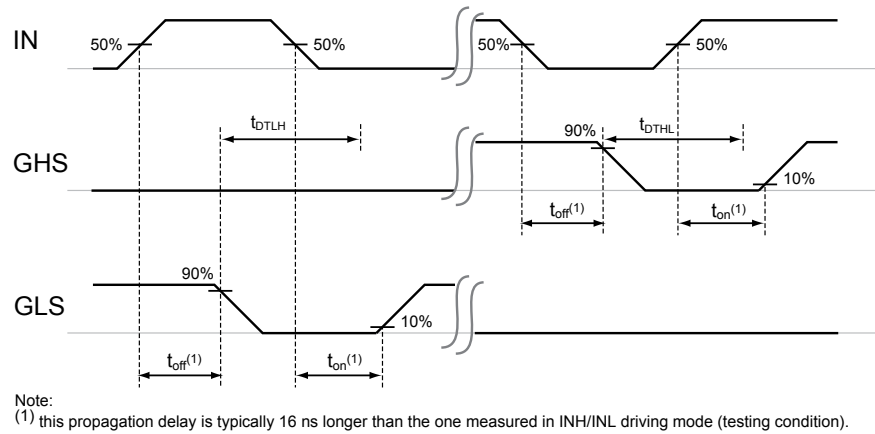 IN
50%
50%
50%
50%
tDTLH
tDTHL
GHS
90%
10%
toff(1)
ton(1)
GLS
90%
10%
toff(1)
ton(1)
Note:
(1) this propagation delay is typically 16 ns longer than the one measured in INH/INL driving mode (testing condition).